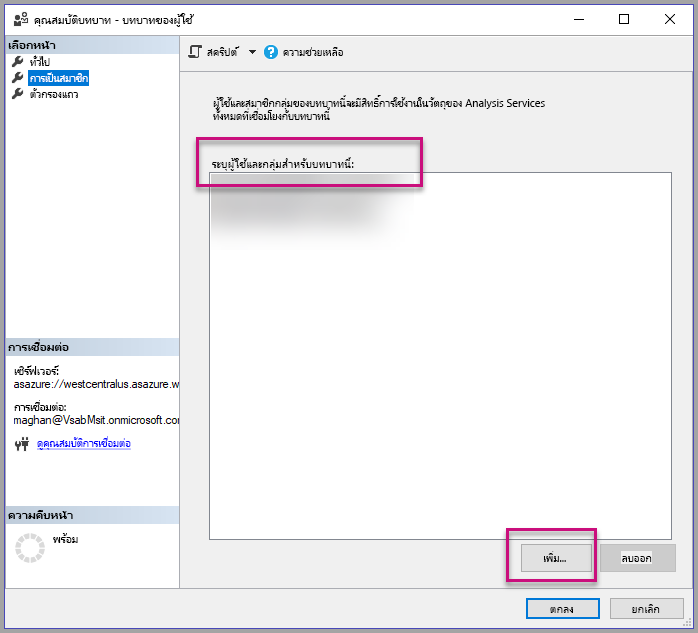 คุณสมบัติบทบาท - บทบาทของผู้ใช้
เลือกหน้า
ทั่วไป
การเป็นสมาชิก
ตัวกรองแถว
สคริปต์
ความช่วยเหลือ
ผู้ใช้และสมาชิกกลุ่มของบทบาทนี้จะมีสิทธิ์การใช้งานในวัตถุของ Analysis Services
ทั้งหมดที่เชื่อมโยงกับบทบาทนี้
ระบุผู้ใช้และกลุ่มสำหรับบทบาทนี้:
การเชื่อมต่อ
เซิร์ฟเวอร์:
asazure://westcentralus.asazure.w
การเชื่อมต่อ:
maghan@VsabMsit.onmicrosoft.co
ดูคุณสมบัติการเชื่อมต่อ
ความคืบหน้า
พร้อม
เพิ่ม...
ลบออก
ตกลง
ยกเลิก